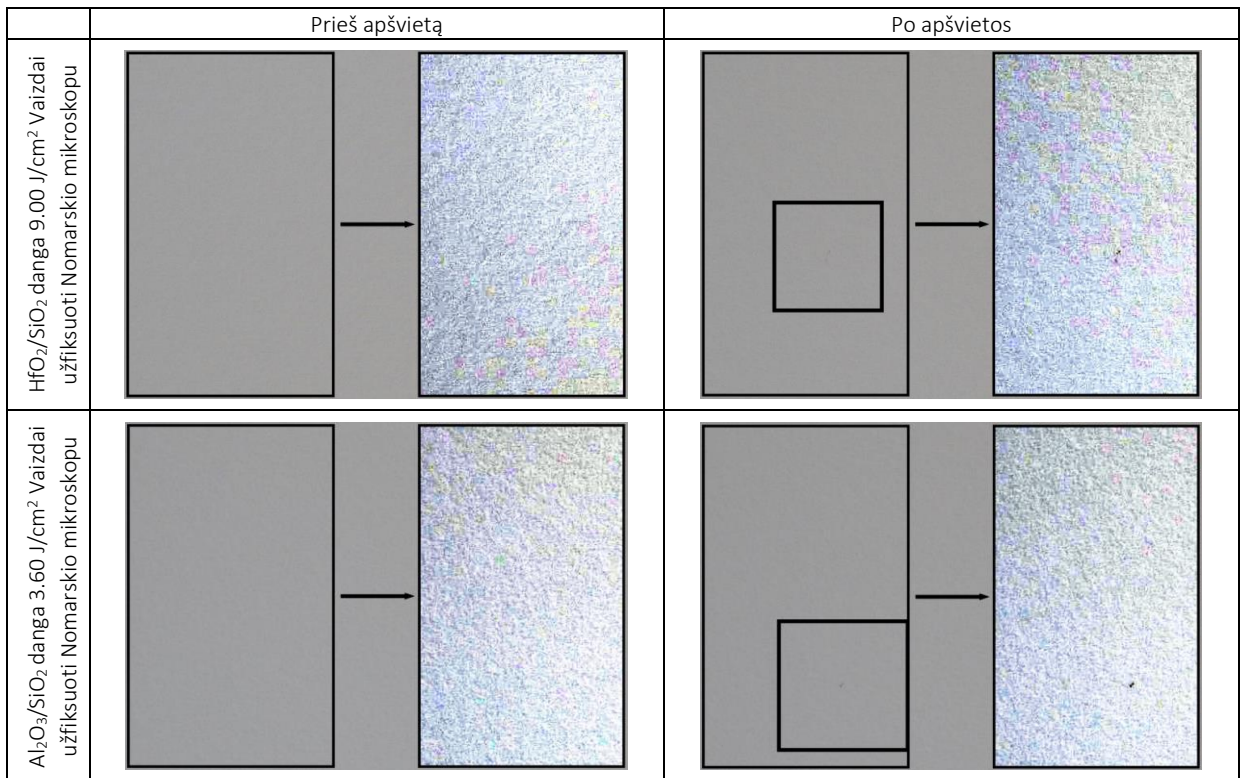 Prieš apšvietą
Po apšvietos
HfO₂/SiO₂ danga 9.00 J/cm² Vaizdai
užfiksuoti Nomarskio mikroskopu
Al₂O₃/SiO₂ danga 3.60 J/cm² Vaizdai
užfiksuoti Nomarskio mikroskopu